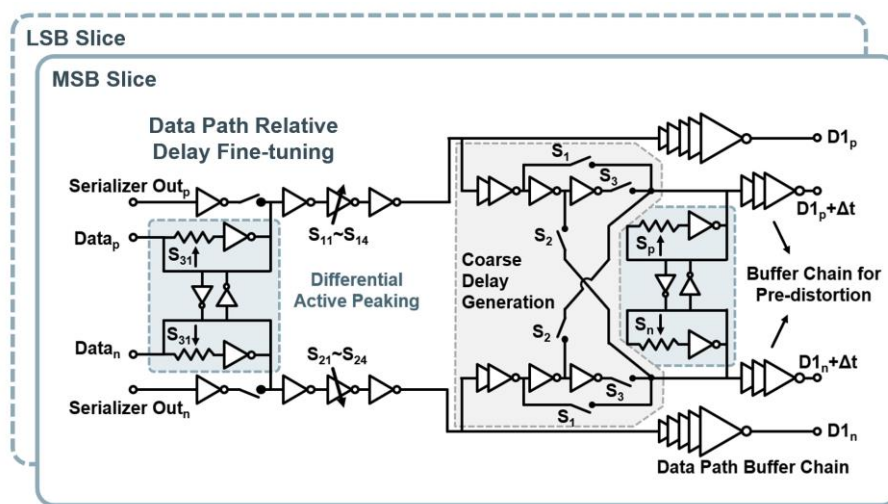 LSB Slice
MSB Slice
Data Path Relative
Delay Fine-tuning
Serializer Outp
Datap
S31
S11~S14
Differential
Active Peaking
S31
Datan
S21~S24
Serializer Outn
S1
S3
S2
Coarse
Delay
Generation
S2
S3
S1
Sp
Sn
D1p
D1p+Δt
Buffer Chain for
Pre-distortion
D1n+Δt
D1n
Data Path Buffer Chain